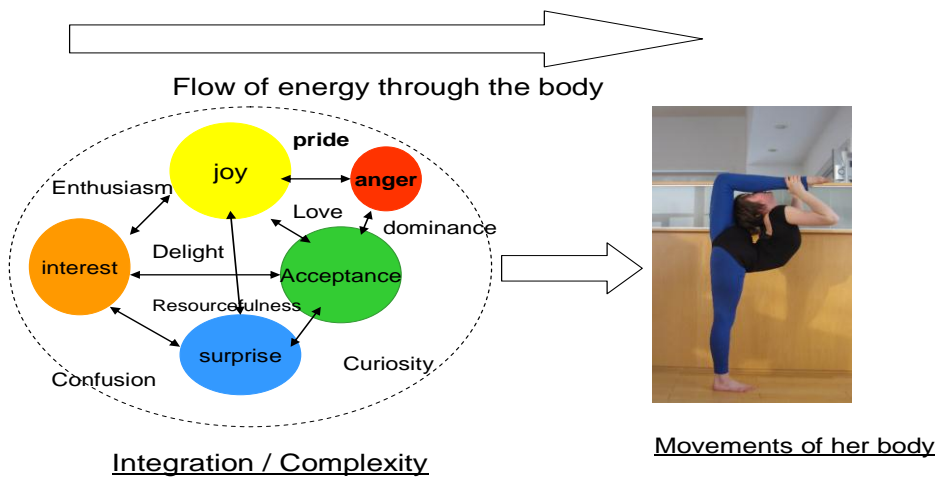 Flow of energy through the body
pride
joy
anger
Enthusiasm
Love
dominance
Delight
interest
Acceptance
Resourcefulness
surprise
Curiosity
Confusion
Movements of her body
Integration / Complexity